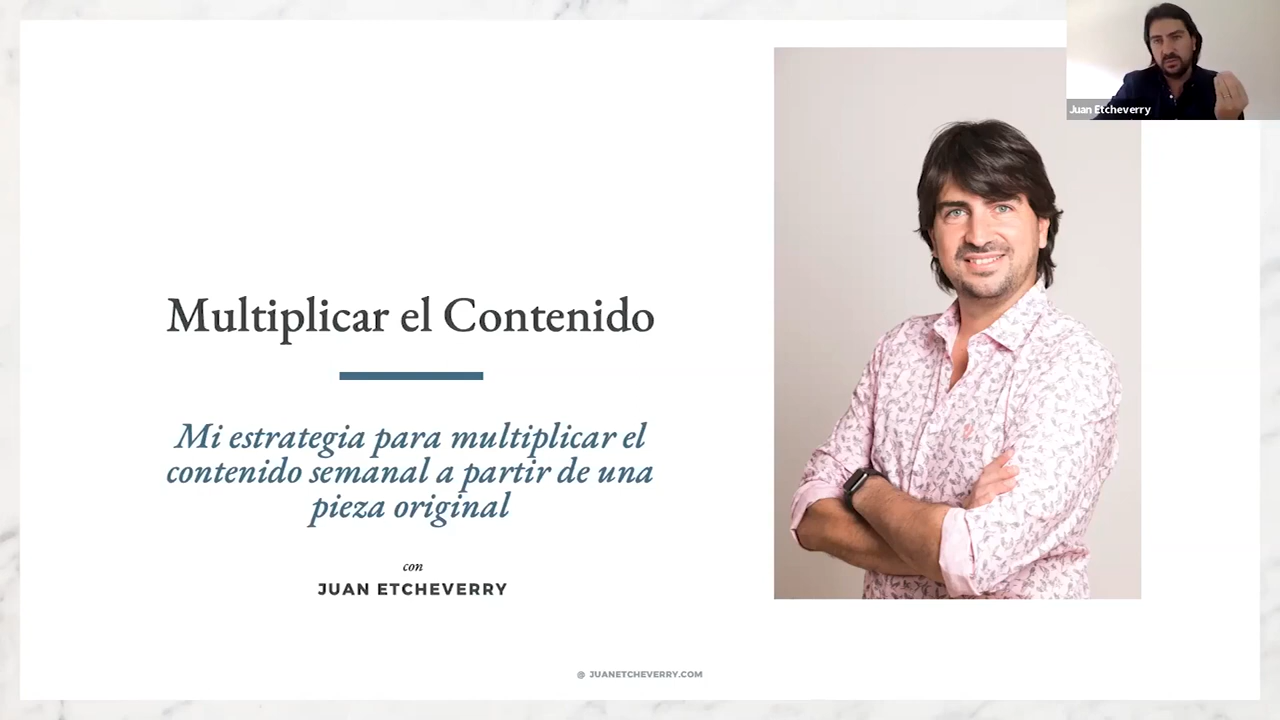 Juan Etcheverry
Multiplicar el Contenido
Mi estrategia para multiplicar el
contenido semanal a partir de una
pieza original
con
JUAN ETCHEVERRY
@ JUANETCHEVERRY.COM